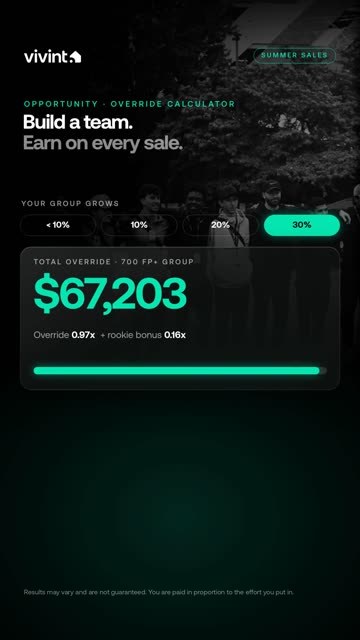 vivint
SUMMER SALES
OPPORTUNITY · OVERRIDE CALCULATOR
Build a team.
Earn on every sale.
YOUR GROUP GROWS
<10%
10%
20%
30%
TOTAL OVERRIDE · 700 FP+ GROUP
$67,203
Override 0.97x + rookie bonus 0.16x
Results may vary and are not guaranteed. You are paid in proportion to the effort you put in.